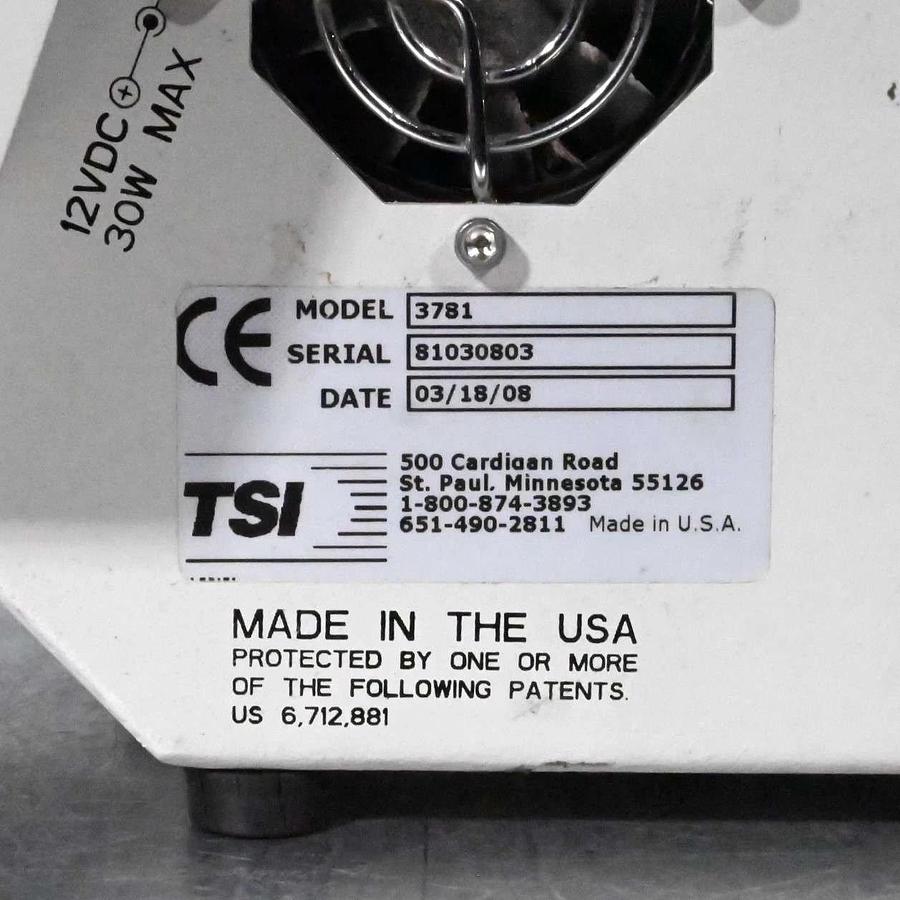 12VDC
30W MAX
CE
MODEL 3781
SERIAL 81030803
DATE 03/18/08
TSI
500 Cardigan Road
St. Paul, Minnesota 55126
1-800-874-3893
651-490-2811 Made in U.S.A.
MADE IN THE USA
PROTECTED BY ONE OR MORE
OF THE FOLLOWING PATENTS.
US 6,712,881